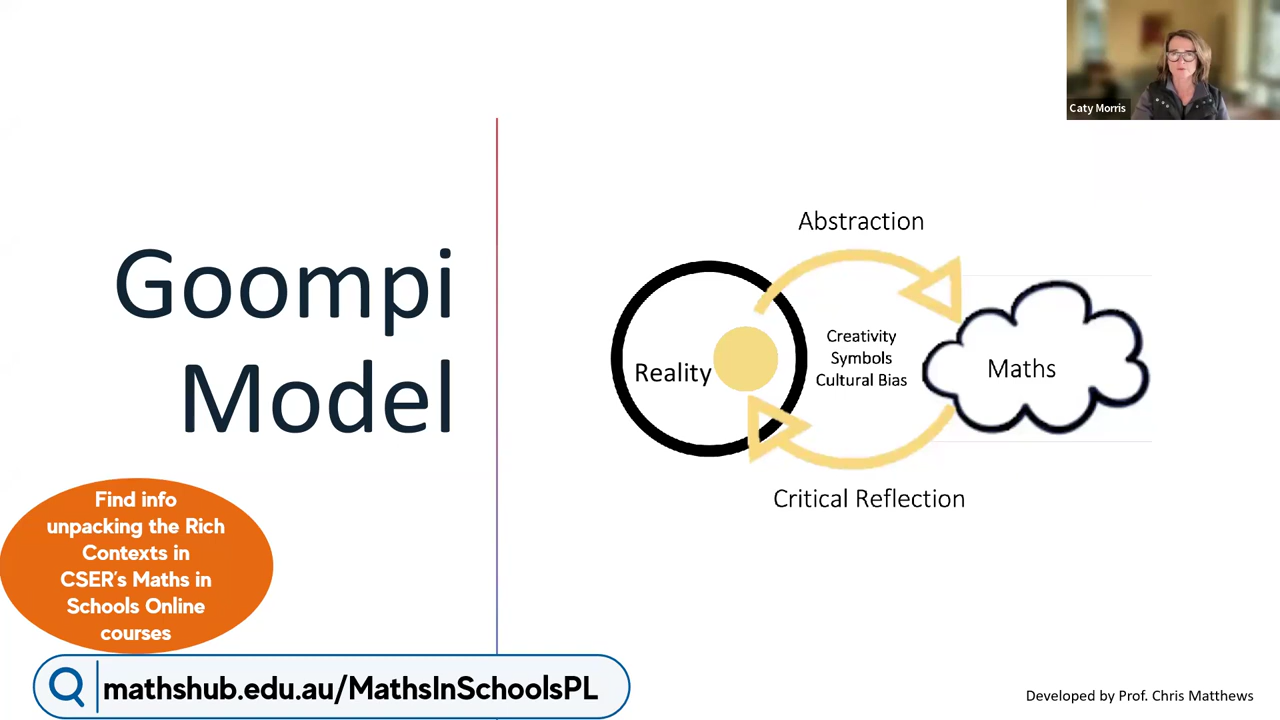 Caty Morris
Goompi
Model
Abstraction
Reality
Creativity
Symbols
Cultural Bias
Maths
Critical Reflection
Find info
unpacking the Rich
Contexts in
CSER's Maths in
Schools Online
courses
mathshub.edu.au/MathsInSchoolsPL
Developed by Prof. Chris Matthews